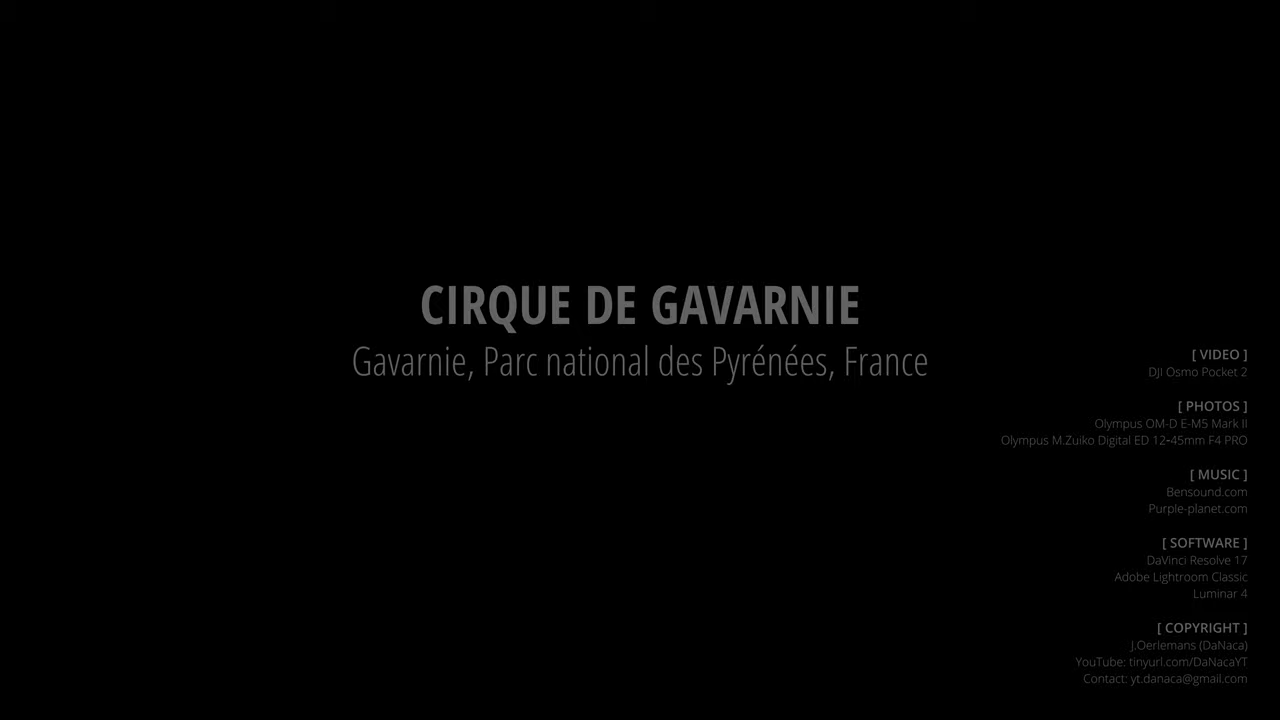 CIRQUE DE GAVARNIE
Gavarnie, Parc national des Pyrénées, France
[ VIDEO ]
DJI Osmo Pocket 2
[ PHOTOS ]
Olympus OM-D E-M5 Mark II
Olympus M.Zuiko Digital ED 12-45mm F4 PRO
[ MUSIC ]
Bensound.com
Purple-planet.com
[ SOFTWARE ]
DaVinci Resolve 17
Adobe Lightroom Classic
Luminar 4
[ COPYRIGHT ]
J.Oerlemans (DaNaca)
YouTube: tinyurl.com/DaNacaYT
Contact: yt.danaca@gmail.com